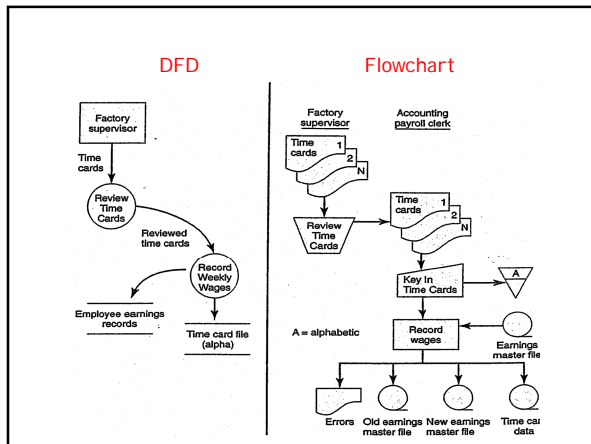 DFD
Factory
supervisor
Time
cards
Review
Time
Cards
Reviewed
time cards
Record
Weekly
Wages
Employee earnings
records
Time card file
(alpha)
Flowchart
Factory
supervisor
Accounting
payroll clerk
Time
cards
1
2
N
Review
Time
Cards
Time
cards
1
2
N
Key In
Time Cards
A
A = alphabetic
Record
wages
Earnings
master file
Errors
Old earnings
master file
New earnings
master file
Time car
data